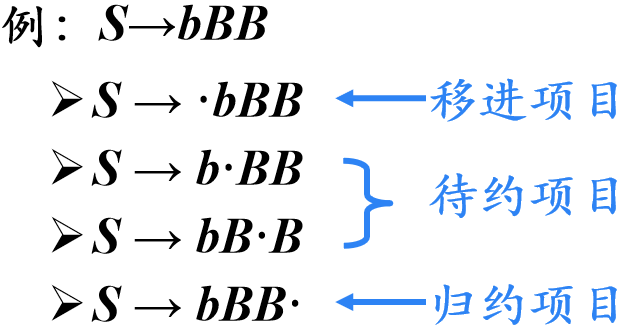 例：S→bBB
➢S → ·bBB ← 移进项目
➢S → b·BB
待约项目
➢S → bB·B
➢S → bBB· ← 归约项目